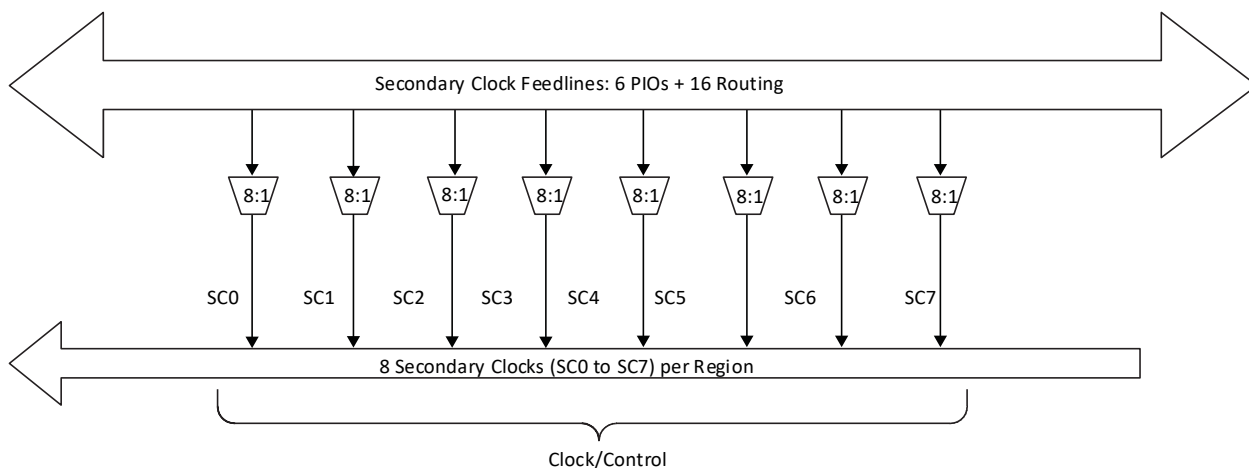 Secondary Clock Feedlines: 6 PIOs + 16 Routing
8:1 8:1 8:1 8:1 8:1 8:1 8:1 8:1
SC0 SC1 SC2 SC3 SC4 SC5 SC6 SC7
8 Secondary Clocks (SC0 to SC7) per Region
Clock/Control